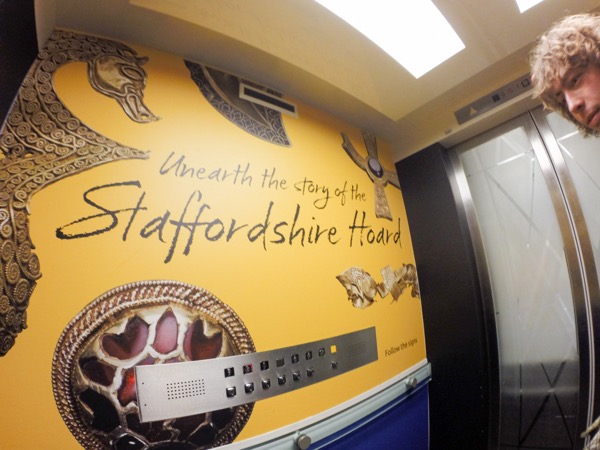 Unearth the story of the
Staffordshire Hoard
Follow the signs